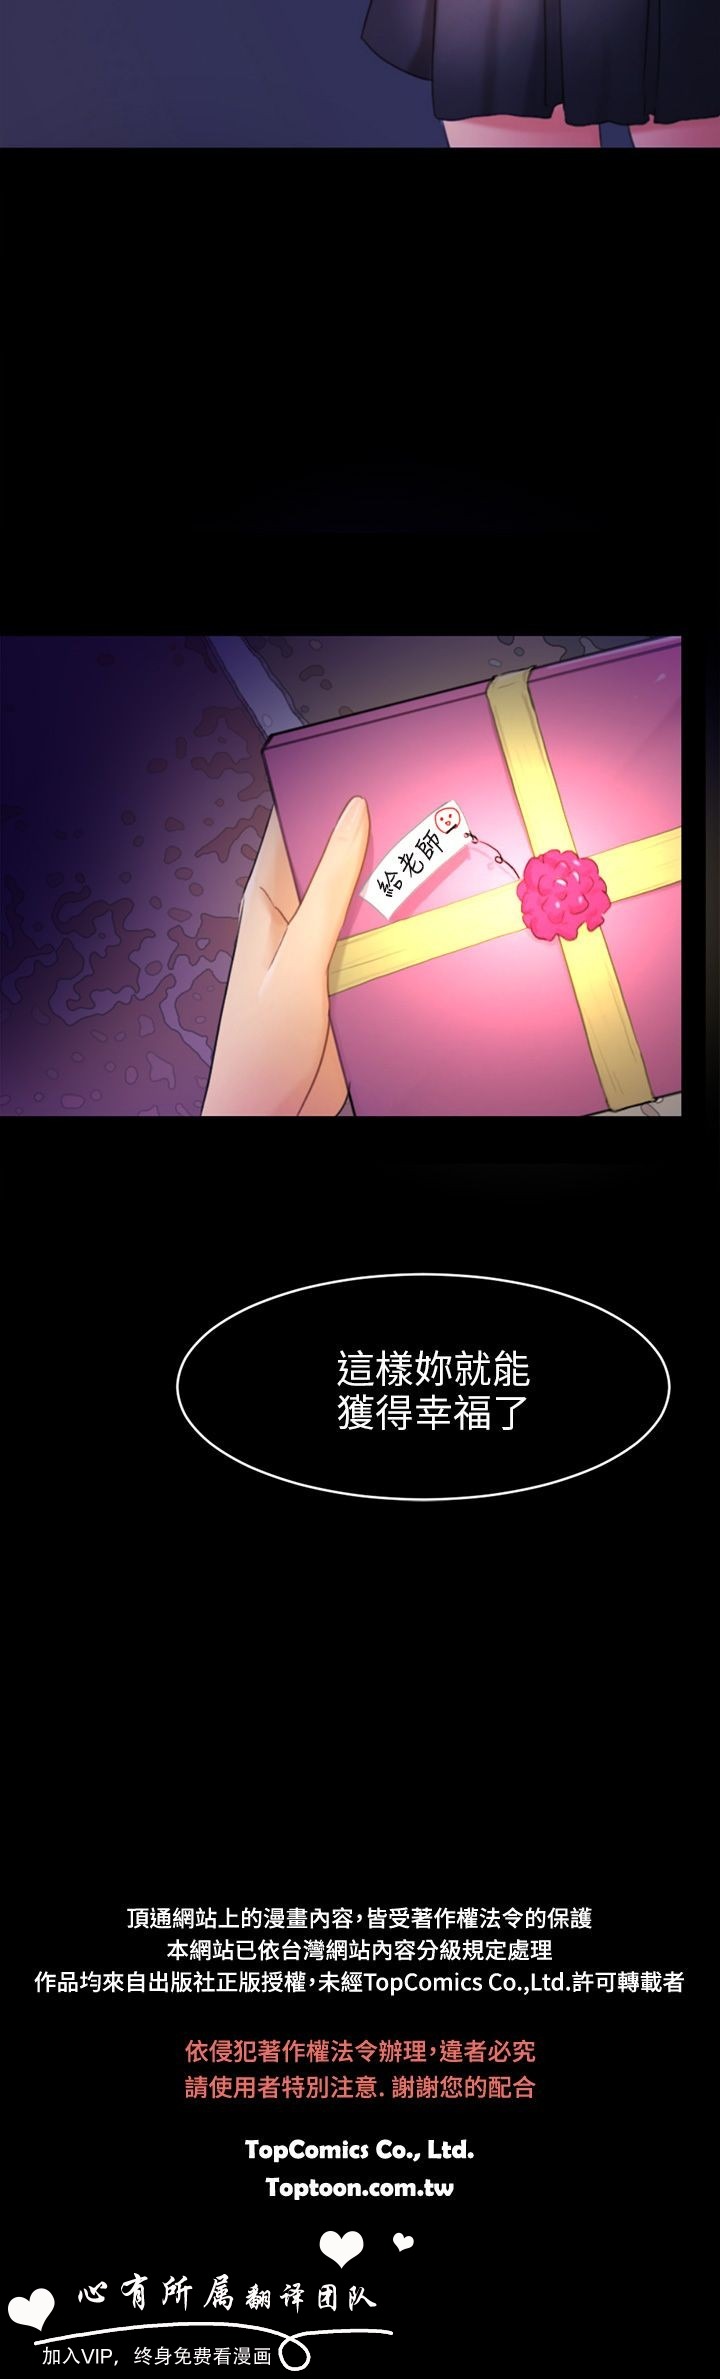 給老師
這樣妳就能
獲得幸福了
頂通網站上的漫畫內容，皆受著作權法令的保護
本網站已依台灣網站內容分級規定處理
作品均來自出版社正版授權，未經TopComics Co.,Ltd.許可轉載者
依侵犯著作權法令辦理，違者必究
請使用者特別注意. 謝謝您的配合
TopComics Co., Ltd.
Toptoon.com.tw
心有所属翻译团队
加入VIP，终身免费看漫画